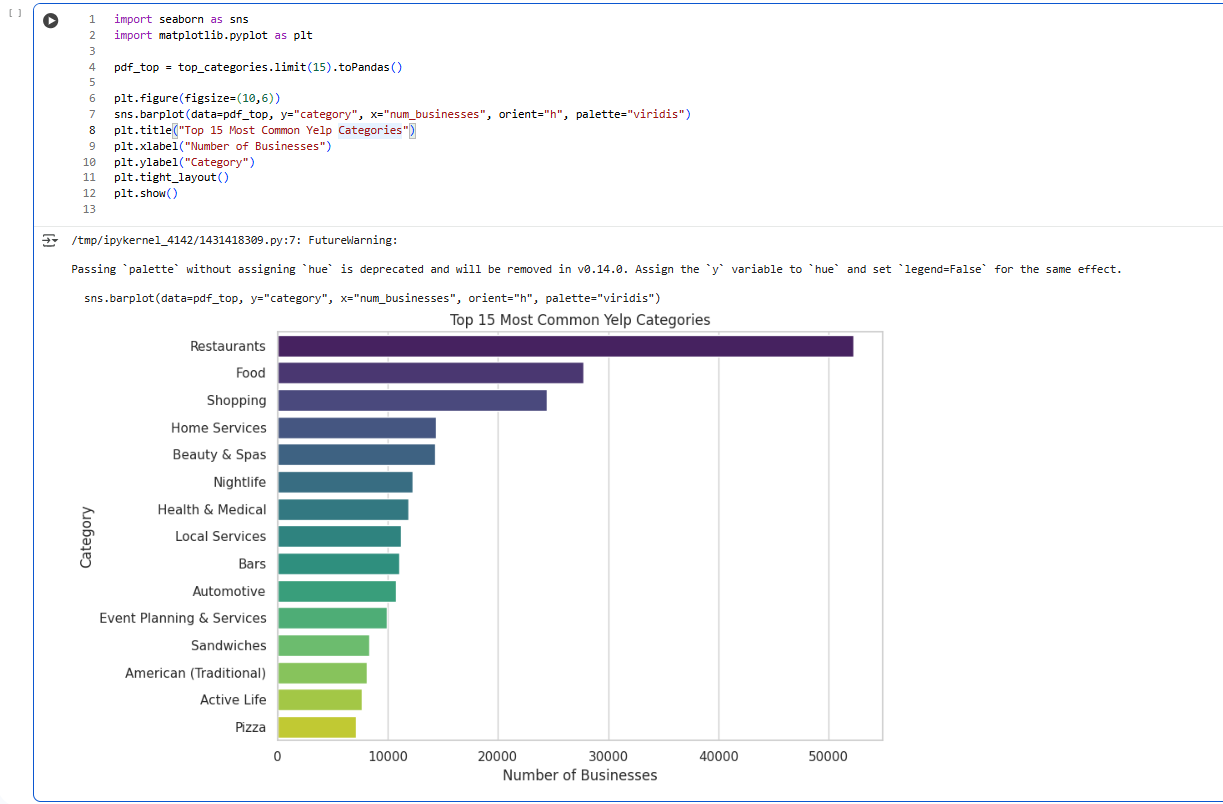 [ ]
1 import seaborn as sns
2 import matplotlib.pyplot as plt
3
4 pdf_top = top_categories.limit(15).toPandas()
5
6 plt.figure(figsize=(10,6))
7 sns.barplot(data=pdf_top, y="category", x="num_businesses", orient="h", palette="viridis")
8 plt.title("Top 15 Most Common Yelp Categories")
9 plt.xlabel("Number of Businesses")
10 plt.ylabel("Category")
11 plt.tight_layout()
12 plt.show()
13
/tmp/ipykernel_4142/1431418309.py:7: FutureWarning:
Passing `palette` without assigning `hue` is deprecated and will be removed in v0.14.0. Assign the `y` variable to `hue` and set `legend=False` for the same effect.
sns.barplot(data=pdf_top, y="category", x="num_businesses", orient="h", palette="viridis")
Top 15 Most Common Yelp Categories
Category
Restaurants
Food
Shopping
Home Services
Beauty & Spas
Nightlife
Health & Medical
Local Services
Bars
Automotive
Event Planning & Services
Sandwiches
American (Traditional)
Active Life
Pizza
0 10000 20000 30000 40000 50000
Number of Businesses